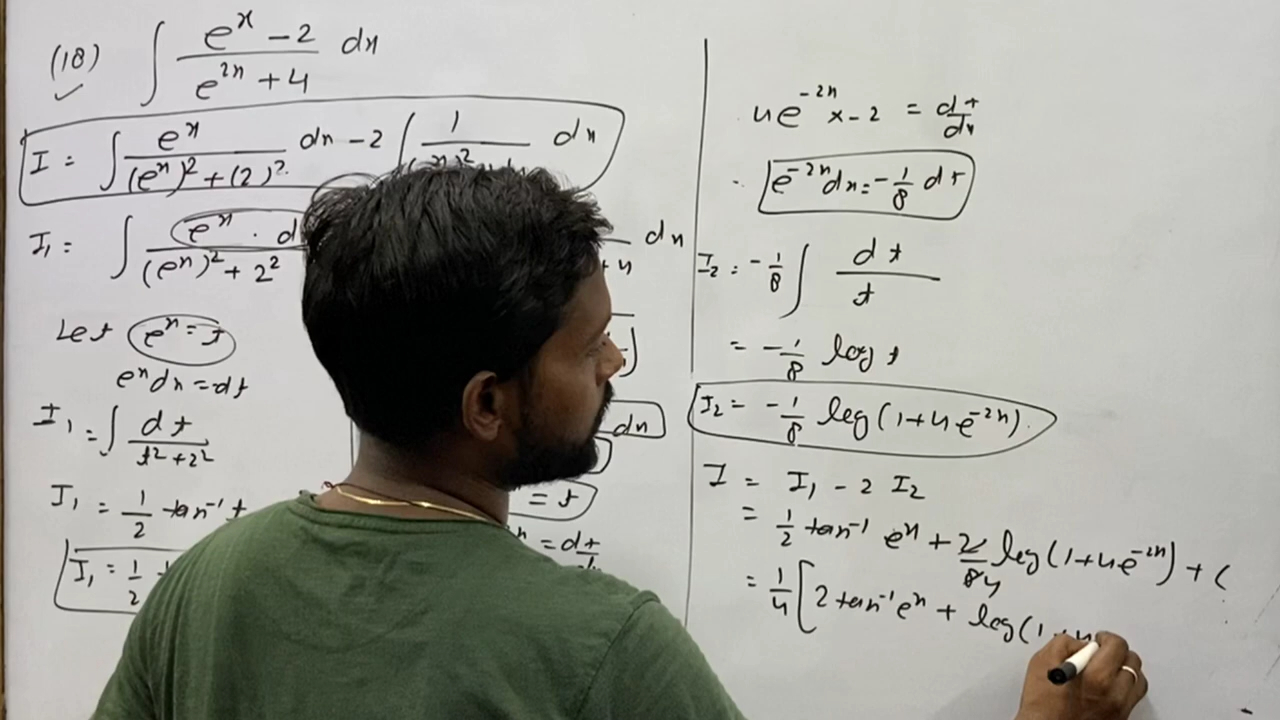 (18) ∫ (e^x - 2)/(e^2x + 4) dx
I = ∫ e^x/((e^x)^2 + (2)^2) dx - 2 ∫ 1/ dx
I₁ = ∫ e^x . d / ((e^x)^2 + 2^2)
dx
Let e^x = t
e^x dx = dt
I₁ = ∫ dt/(t^2 + 2^2)
I₁ = 1/2 tan^-1 t
I₁ = 1/2
dx
= t
= dt
4e^-2x x - 2 = dt/dx
e^-2x dx = - 1/8 dt
I₂ = - 1/8 ∫ dt/t
= - 1/8 log t
I₂ = - 1/8 log (1 + 4e^-2x)
I = I₁ - 2 I₂
= 1/2 tan^-1 e^x + 2/8 4 log (1 + 4e^-2x) + C
= 1/4 [2 tan^-1 e^x + log (1 + 4